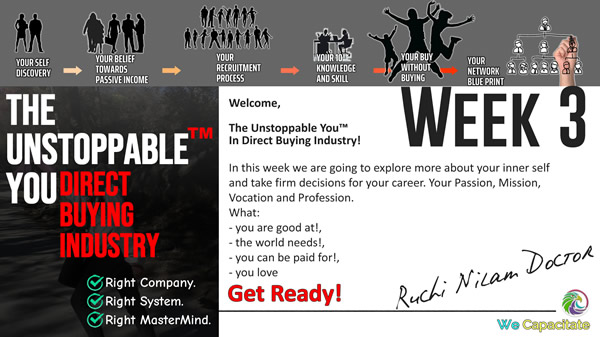 YOUR SELF
DISCOVERY
YOUR BELIEF
TOWARDS
PASSIVE INCOME
YOUR
RECRUITMENT
PROCESS
YOUR 10th
KNOWLEDGE
AND SKILL
YOUR BUY
WITHOUT
BUYING
YOUR
NETWORK
BLUE PRINT
THE
UNSTOPPABLE™
YOU DIRECT
BUYING
INDUSTRY
Right Company.
Right System.
Right MasterMind.
WEEK 3
Welcome,
The Unstoppable You™
In Direct Buying Industry!
In this week we are going to explore more about your inner self
and take firm decisions for your career. Your Passion, Mission,
Vocation and Profession.
What:
- you are good at!,
- the world needs!,
- you can be paid for!,
- you love
Get Ready!
Ruchi Nilam DOCTOR
We Capacitate